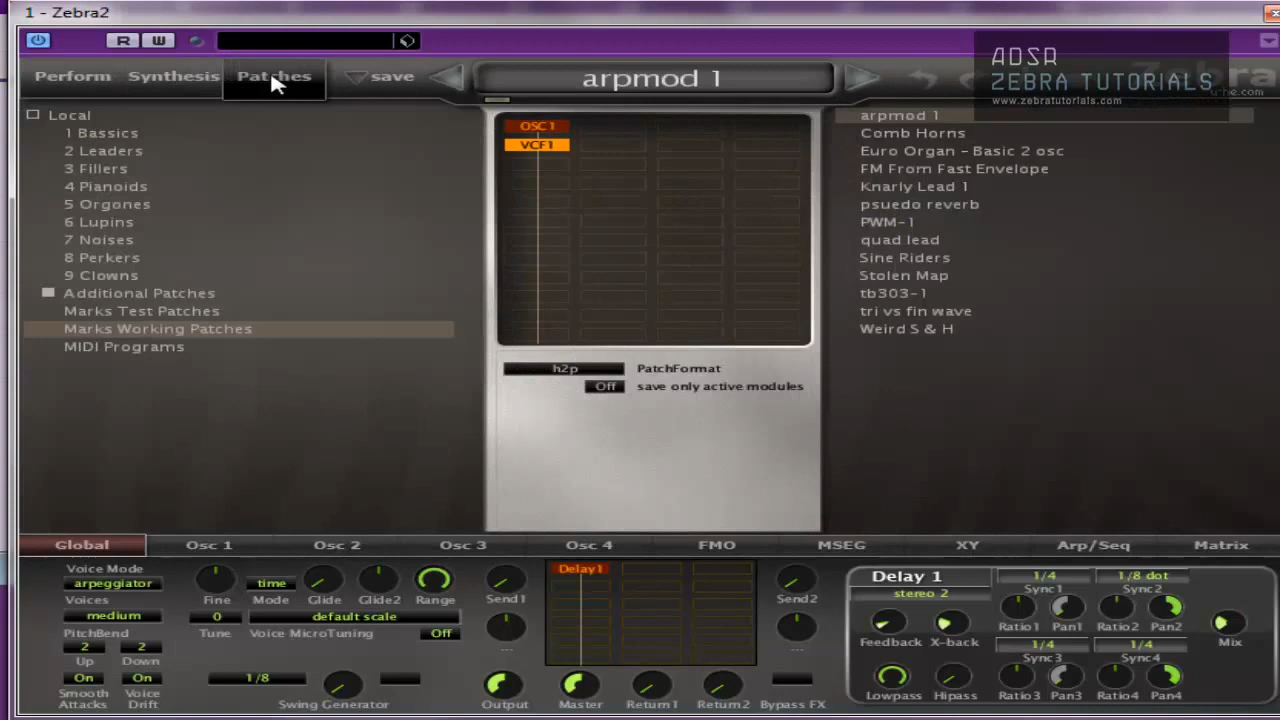 1 - Zebra2
R W
Perform Synthesis Patches save arpmod 1
ADSR
ZEBRA TUTORIALS
www.zebratutorials.com
u-he.com
Local
1 Bassics
2 Leaders
3 Fillers
4 Pianoids
5 Orgones
6 Lupins
7 Noises
8 Perkers
9 Clowns
Additional Patches
Marks Test Patches
Marks Working Patches
MIDI Programs
OSC1
VCF1
h2p PatchFormat
Off save only active modules
arpmod 1
Comb Horns
Euro Organ - Basic 2 osc
FM From Fast Envelope
Knarly Lead 1
psuedo reverb
PWM-1
quad lead
Sine Riders
Stolen Map
tb303-1
tri vs fin wave
Weird S & H
Global Osc 1 Osc 2 Osc 3 Osc 4 FMO MSEG XY Arp/Seq Matrix
Voice Mode
arpeggiator
Voices
medium
PitchBend
2 2
Up Down
On On
Smooth Attacks
Voice Drift
time
Fine Mode Glide Glide2 Range
0 default scale
Tune Voice MicroTuning Off
1/8
Swing Generator
Send1
---
Delay1
Send2
---
Output Master Return1 Return2 Bypass FX
Delay 1
stereo 2
Feedback X-back
Lowpass Hipass
1/4 1/8 dot
Sync1 Sync2
Ratio1 Pan1 Ratio2 Pan2
1/4 1/4
Sync3 Sync4
Ratio3 Pan3 Ratio4 Pan4
Mix